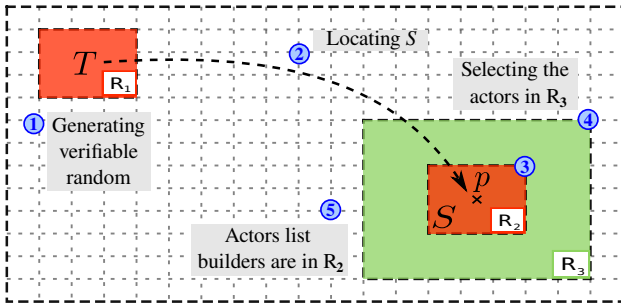 2
Locating S
T
R1
Selecting the
actors in R3
1
Generating
verifiable
random
4
3
p
S
R2
5
Actors list
builders are in R2
R3